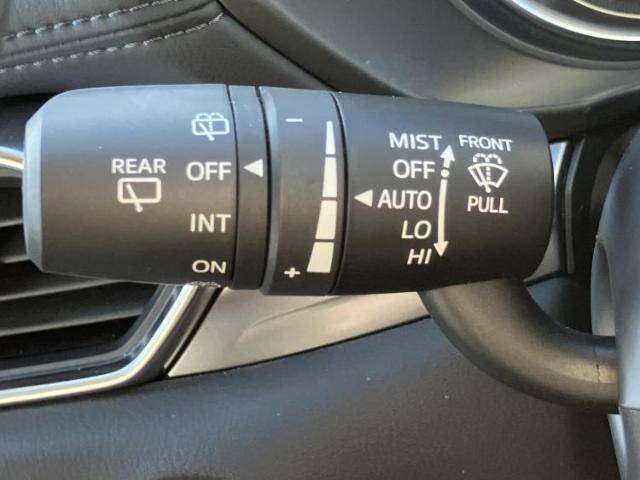 REAR
OFF
INT
ON
−
+
MIST
OFF
AUTO
LO
HI
FRONT
PULL